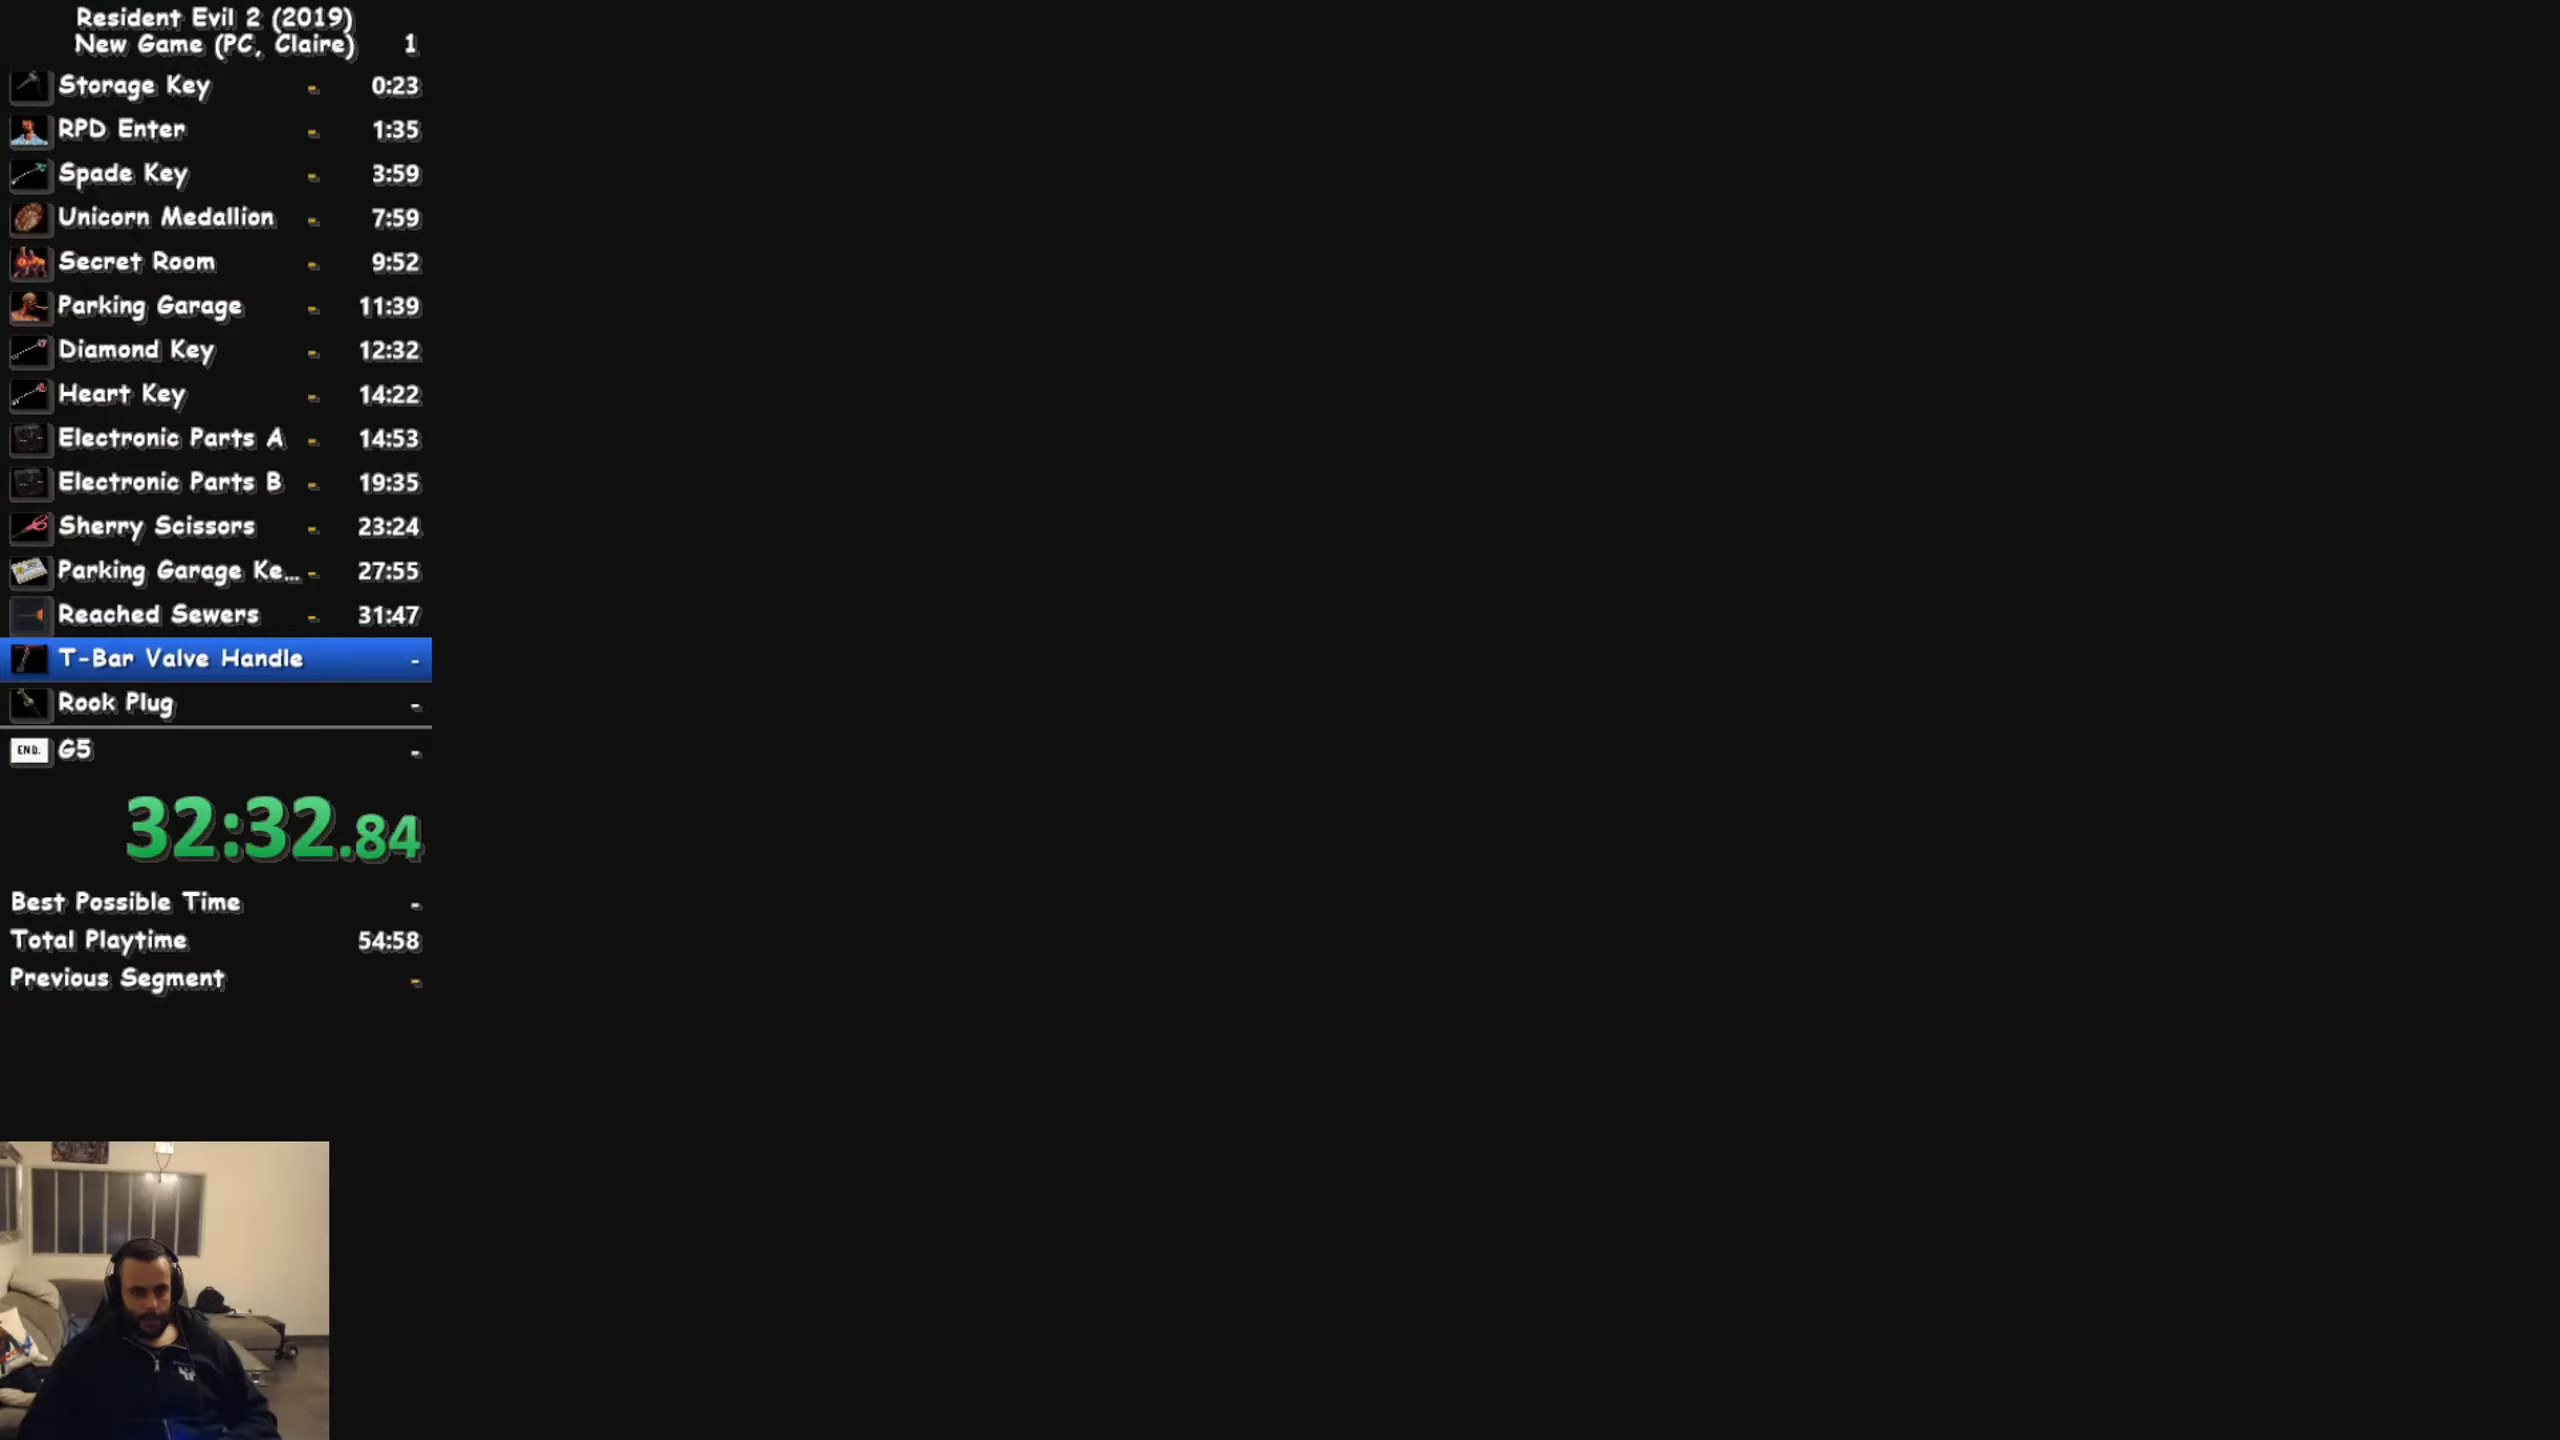 Resident Evil 2 (2019)
New Game (PC, Claire) 1
Storage Key - 0:23
RPD Enter - 1:35
Spade Key - 3:59
Unicorn Medallion - 7:59
Secret Room - 9:52
Parking Garage - 11:39
Diamond Key - 12:32
Heart Key - 14:22
Electronic Parts A - 14:53
Electronic Parts B - 19:35
Sherry Scissors - 23:24
Parking Garage Ke... - 27:55
Reached Sewers - 31:47
T-Bar Valve Handle -
Rook Plug -
END. G5 -
32:32.84
Best Possible Time -
Total Playtime 54:58
Previous Segment -